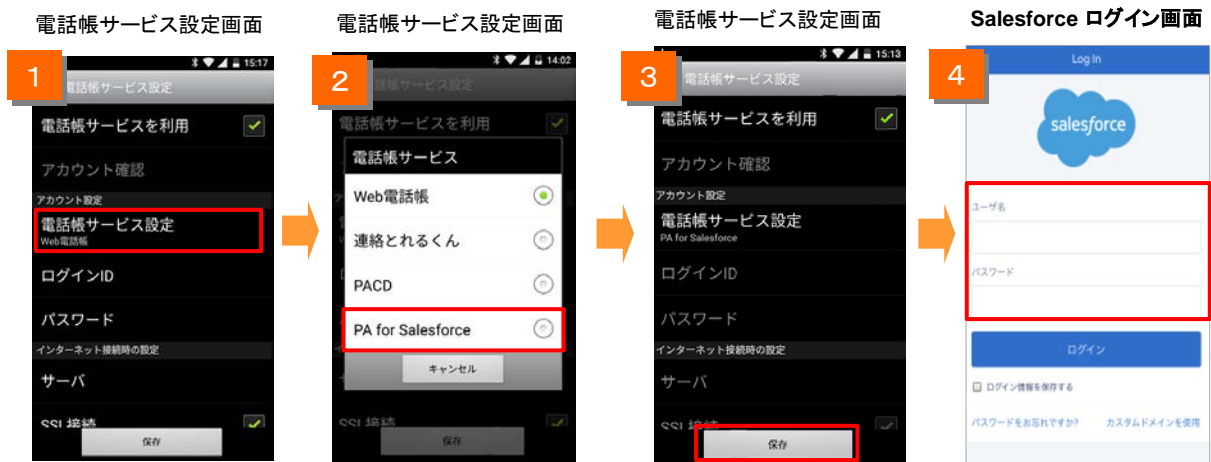 電話帳サービス設定画面
1
15:17
電話帳サービス設定
電話帳サービスを利用
アカウント確認
アカウント設定
電話帳サービス設定
Web電話帳
ログインID
パスワード
インターネット接続時の設定
サーバ
SSL接続
保存
電話帳サービス設定画面
2
14:02
電話帳サービス設定
電話帳サービスを利用
電話帳サービス
Web電話帳
連絡とれるくん
PACD
PA for Salesforce
キャンセル
SSL接続
保存
電話帳サービス設定画面
3
15:13
電話帳サービス設定
電話帳サービスを利用
アカウント確認
アカウント設定
電話帳サービス設定
PA for Salesforce
ログインID
パスワード
インターネット接続時の設定
サーバ
SSL接続
保存
Salesforce ログイン画面
4
Log In
salesforce
ユーザ名
パスワード
ログイン
ログイン情報を保存する
パスワードをお忘れですか? カスタムドメインを使用